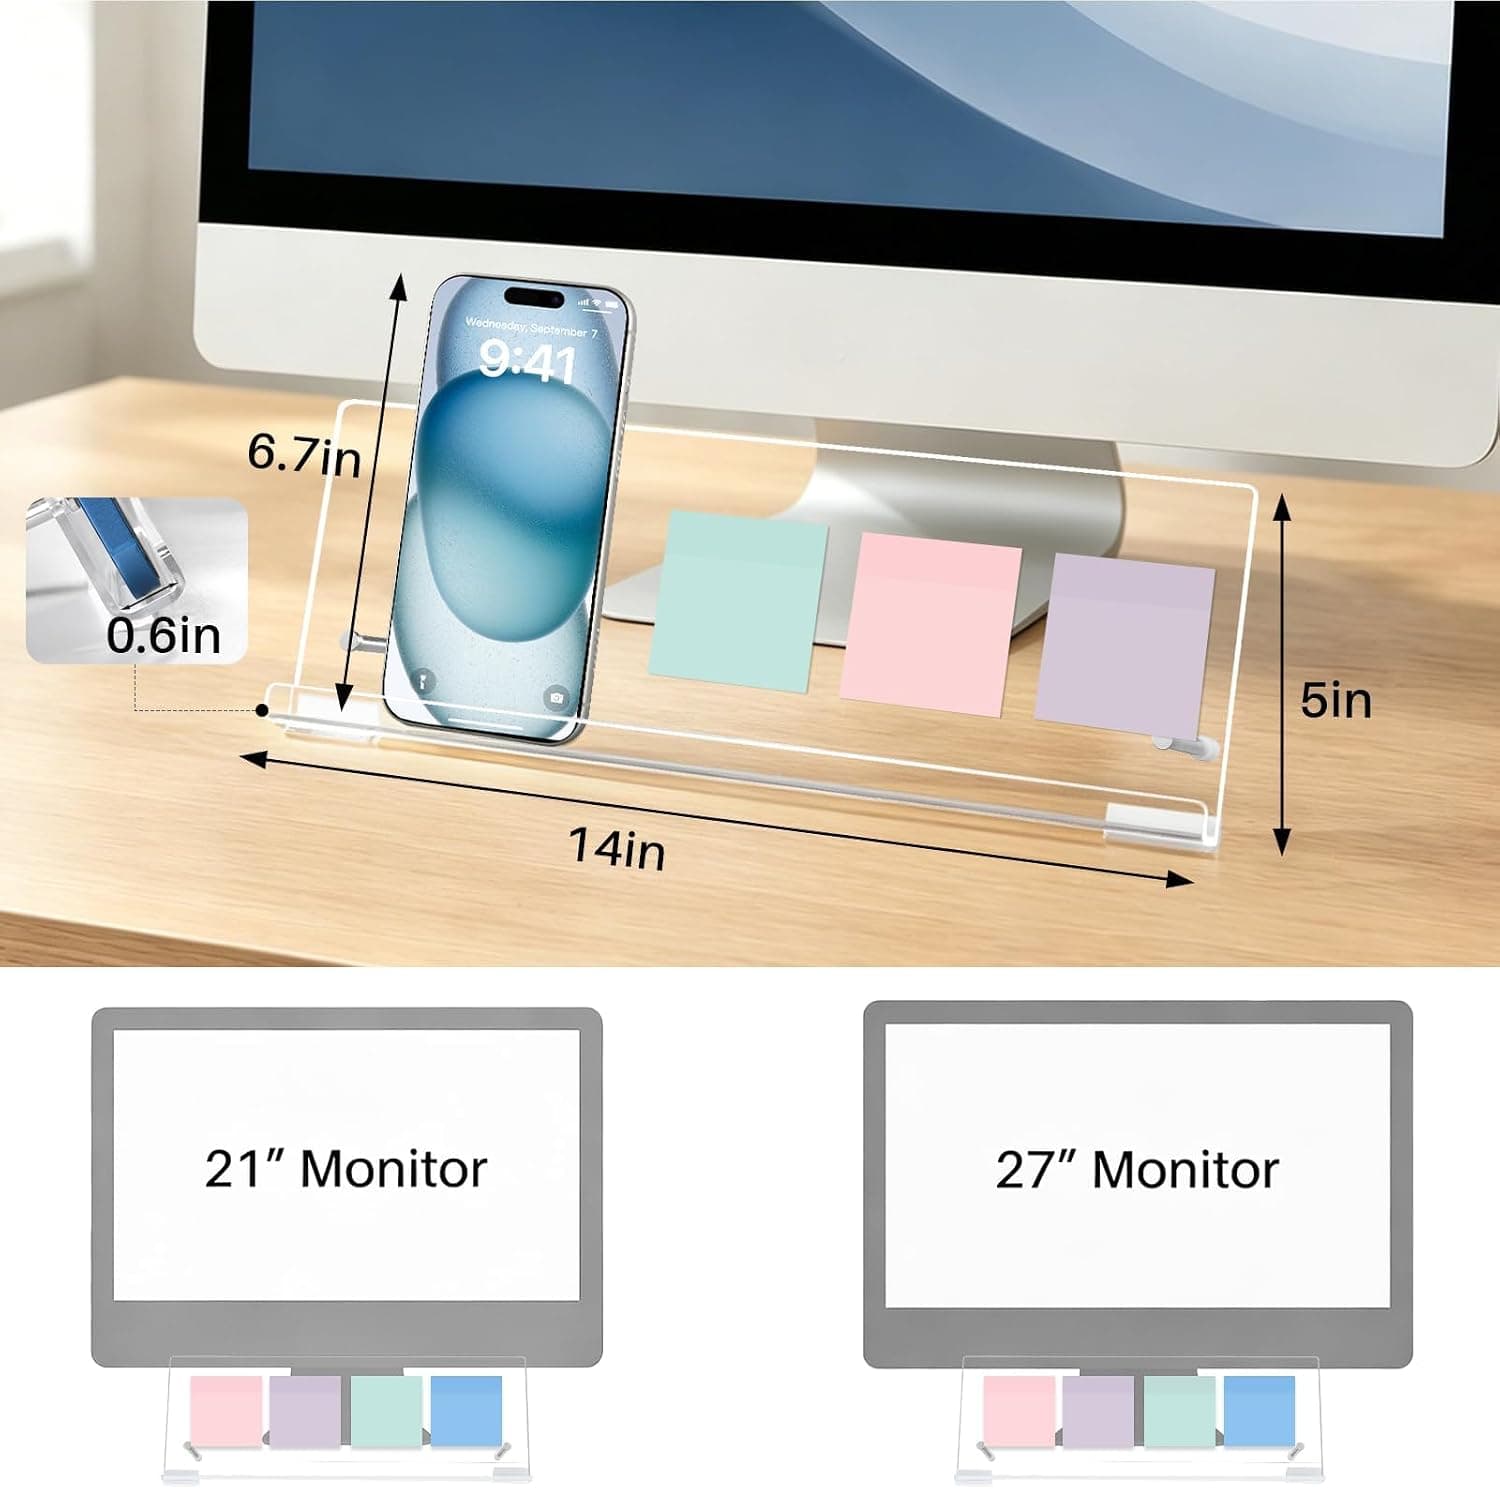 Wednesday, September 7
9:41
6.7in
0.6in
5in
14in
21” Monitor
27” Monitor